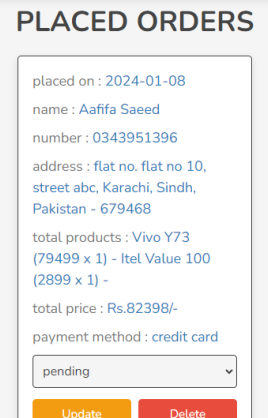 PLACED ORDERS
placed on : 2024-01-08
name : Aafifa Saeed
number : 0343951396
address : flat no. flat no 10,
street abc, Karachi, Sindh,
Pakistan - 679468
total products : Vivo Y73
(79499 x 1) - Itel Value 100
(2899 x 1) -
total price : Rs.82398/-
payment method : credit card
pending
Update Delete